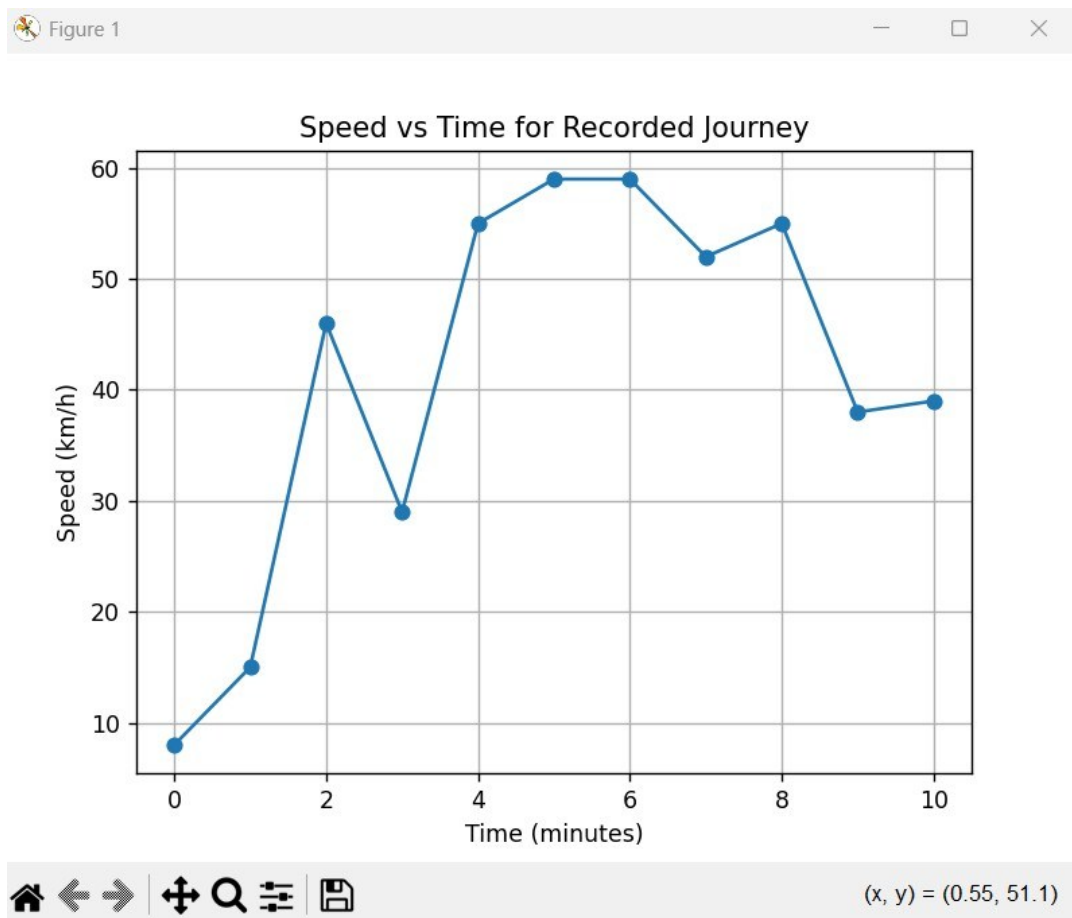 Figure 1
Speed vs Time for Recorded Journey
60
50
40
30
20
10
Speed (km/h)
0 2 4 6 8 10
Time (minutes)
(x, y) = (0.55, 51.1)